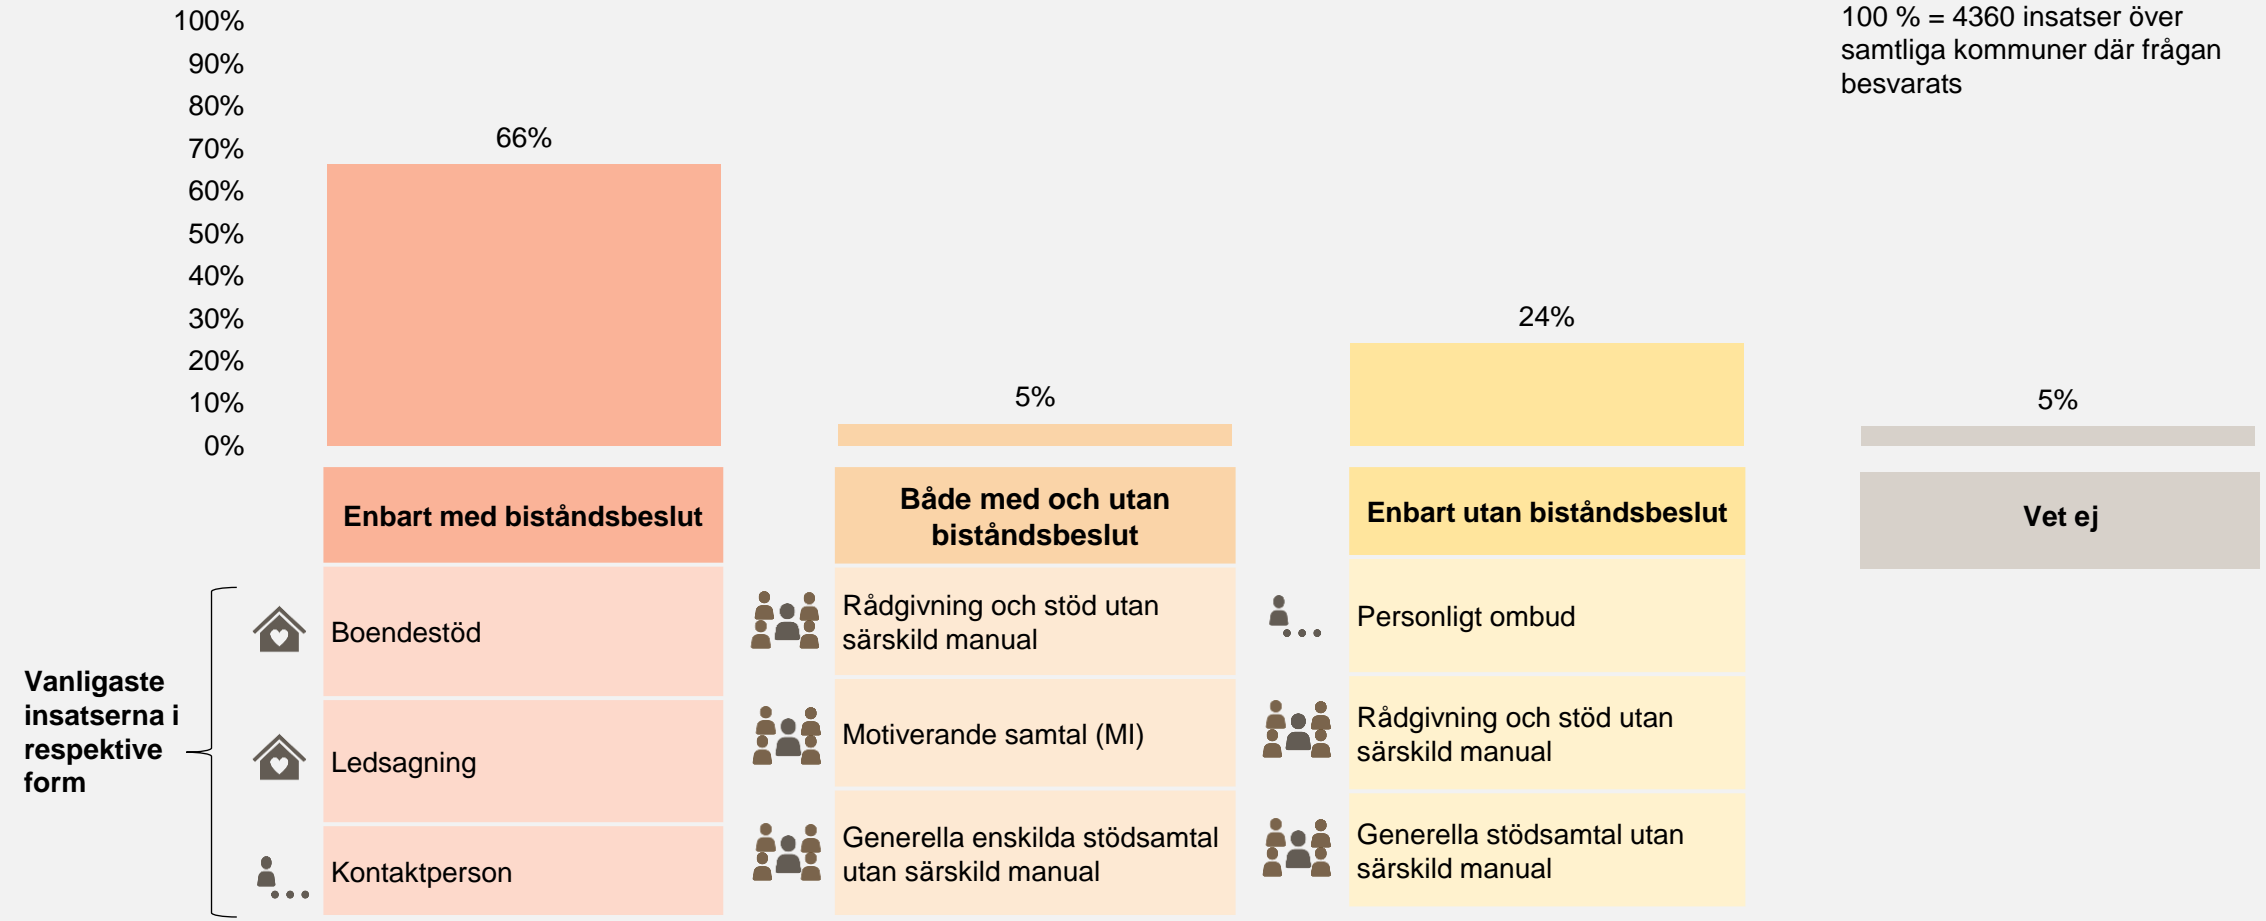 100%
90%
80%
70%
60%
50%
40%
30%
20%
10%
0%
100 % = 4360 insatser över
samtliga kommuner där frågan
besvarats
66%
5%
24%
5%
Enbart med biståndsbeslut
Både med och utan
biståndsbeslut
Enbart utan biståndsbeslut
Vet ej
Vanligaste
insatserna i
respektive
form
Boendestöd
Ledsagning
Kontaktperson
Rådgivning och stöd utan
särskild manual
Motiverande samtal (MI)
Generella enskilda stödsamtal
utan särskild manual
Personligt ombud
Rådgivning och stöd utan
särskild manual
Generella stödsamtal utan
särskild manual